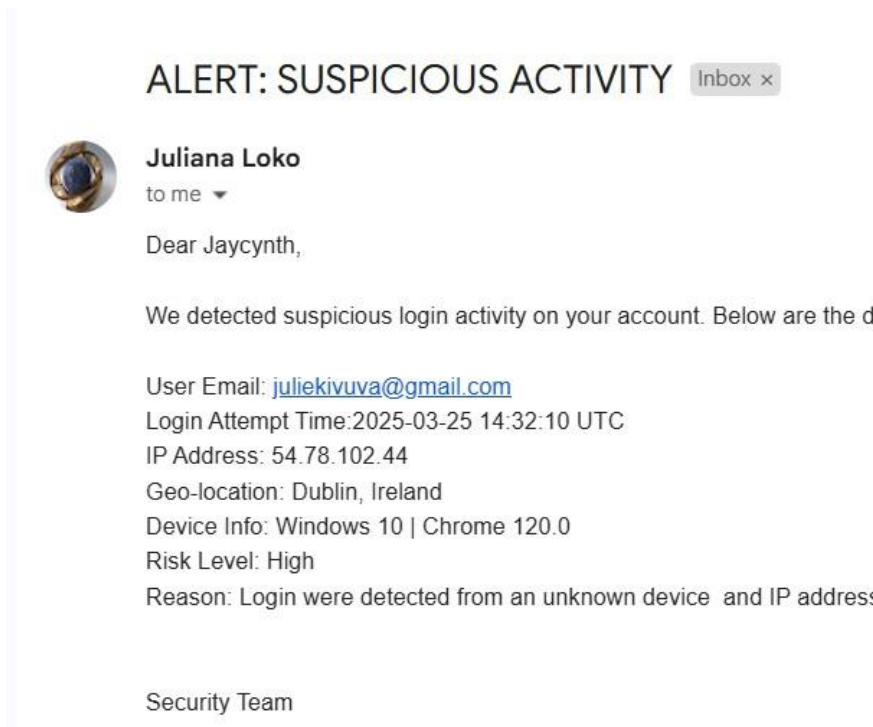 ALERT: SUSPICIOUS ACTIVITY Inbox ×
Juliana Loko
to me
Dear Jaycynth,
We detected suspicious login activity on your account. Below are the
User Email: juliekivuva@gmail.com
Login Attempt Time:2025-03-25 14:32:10 UTC
IP Address: 54.78.102.44
Geo-location: Dublin, Ireland
Device Info: Windows 10 | Chrome 120.0
Risk Level: High
Reason: Login were detected from an unknown device  and IP address
Security Team